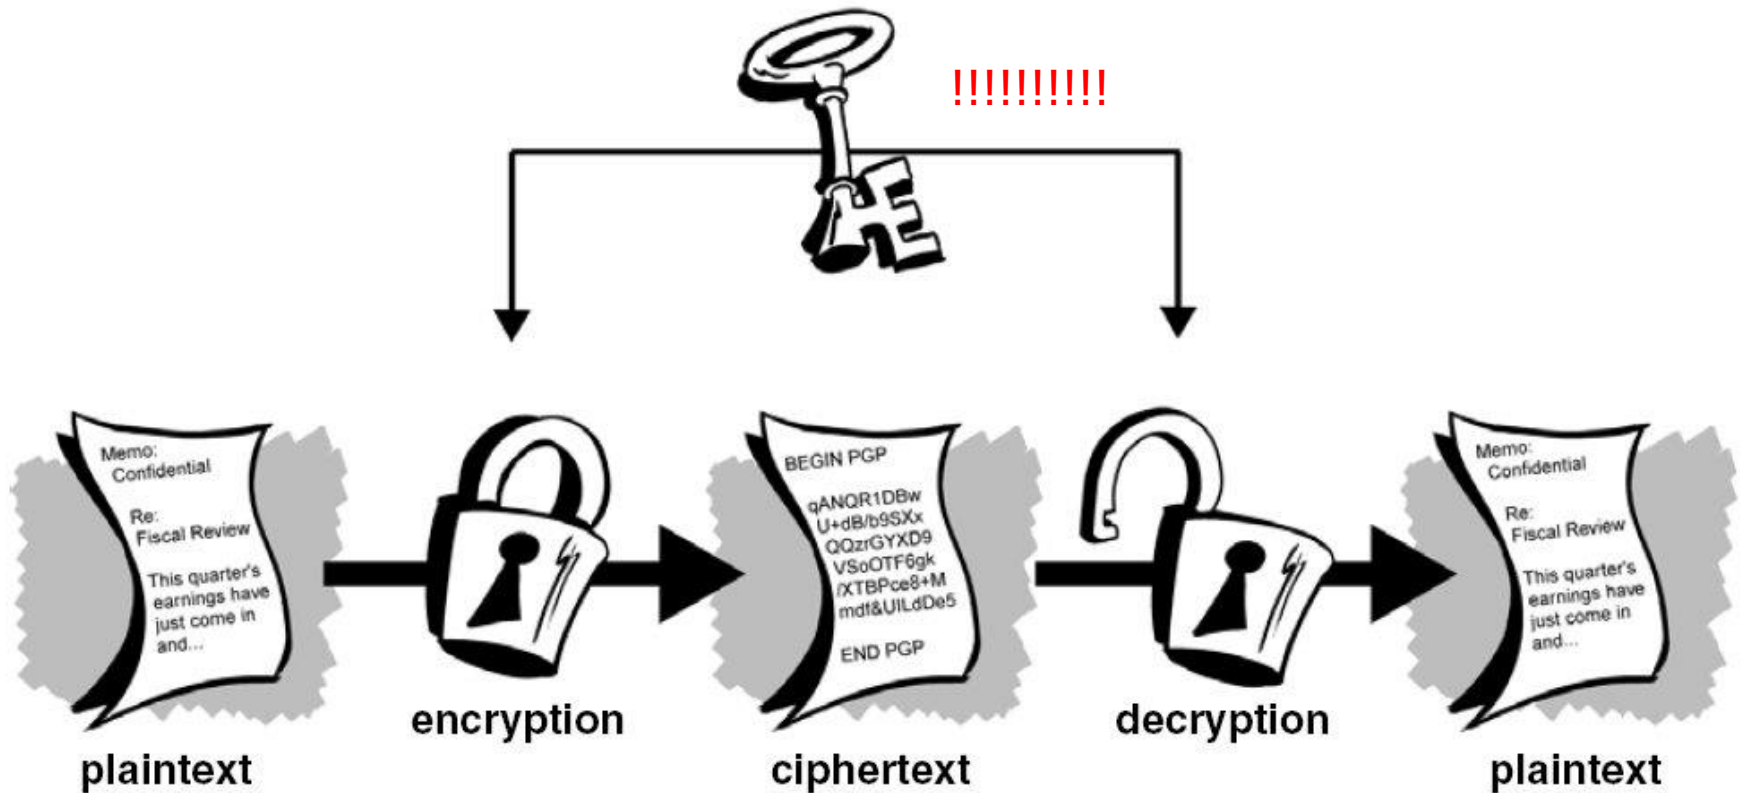 !!!!!!!!!!
Memo:
Confidential
Re:
Fiscal Review
This quarter's
earnings have
just come in
and...
BEGIN PGP
qANQR1DBw
U+dB/b9SXx
QQzrGYXD9
VSoOTF6gk
/XTBPce8+M
mdf&UILdDe5
END PGP
Memo:
Confidential
Re:
Fiscal Review
This quarter's
earnings have
just come in
and...
encryption
decryption
plaintext
ciphertext
plaintext